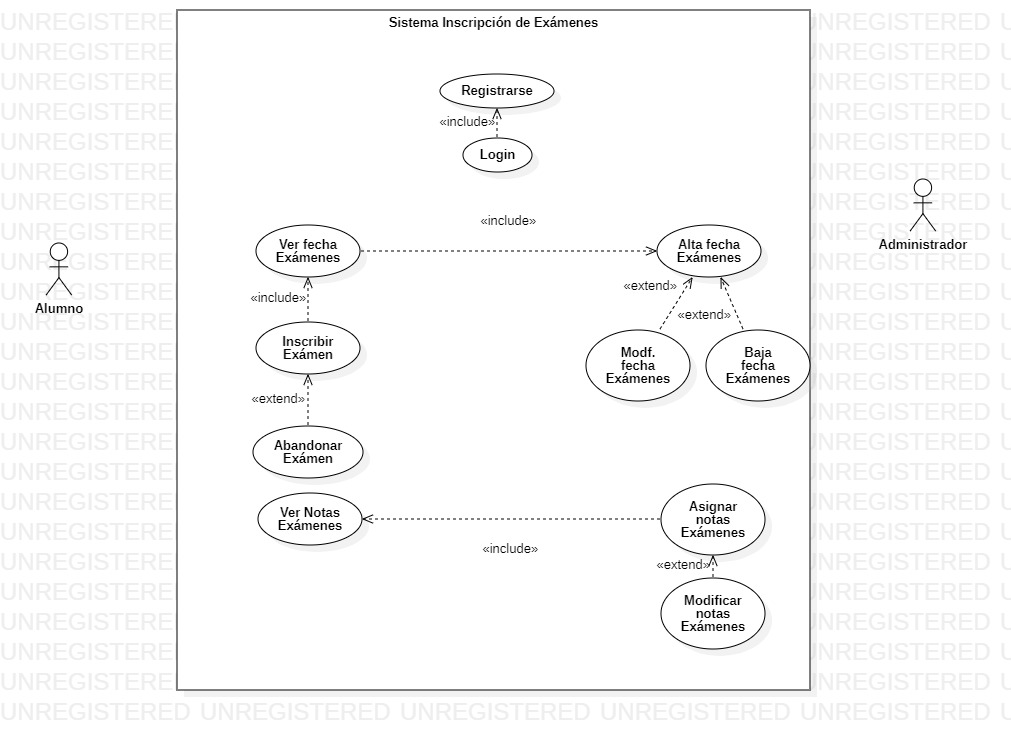 Sistema Inscripción de Exámenes
Registrarse
«include»
Login
Alumno
Administrador
Ver fecha
Exámenes
«include»
Alta fecha
Exámenes
«include»
«extend»
«extend»
Inscribir
Exámen
Modf.
fecha
Exámenes
Baja
fecha
Exámenes
«extend»
Abandonar
Exámen
Ver Notas
Exámenes
«include»
Asignar
notas
Exámenes
«extend»
Modificar
notas
Exámenes
UNREGISTERED UNREGISTERED UNREGISTERED UNREGISTERED UNREGISTERED U